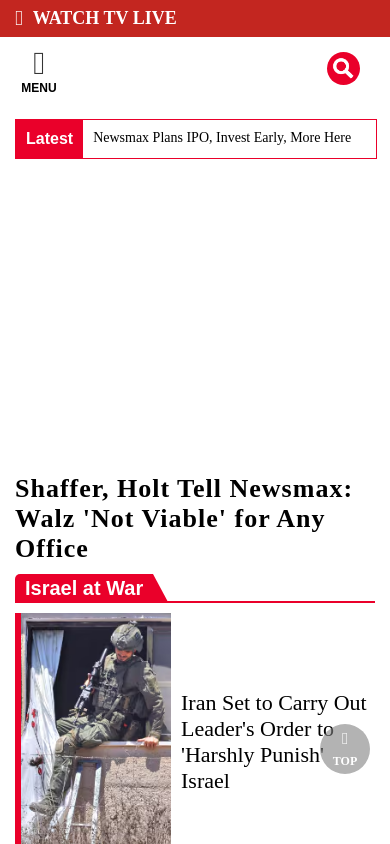 WATCH TV LIVE
MENU
Latest
Newsmax Plans IPO, Invest Early, More Here
Shaffer, Holt Tell Newsmax:
Walz 'Not Viable' for Any
Office
Israel at War
Iran Set to Carry Out
Leader's Order to
'Harshly Punish'
Israel
TOP